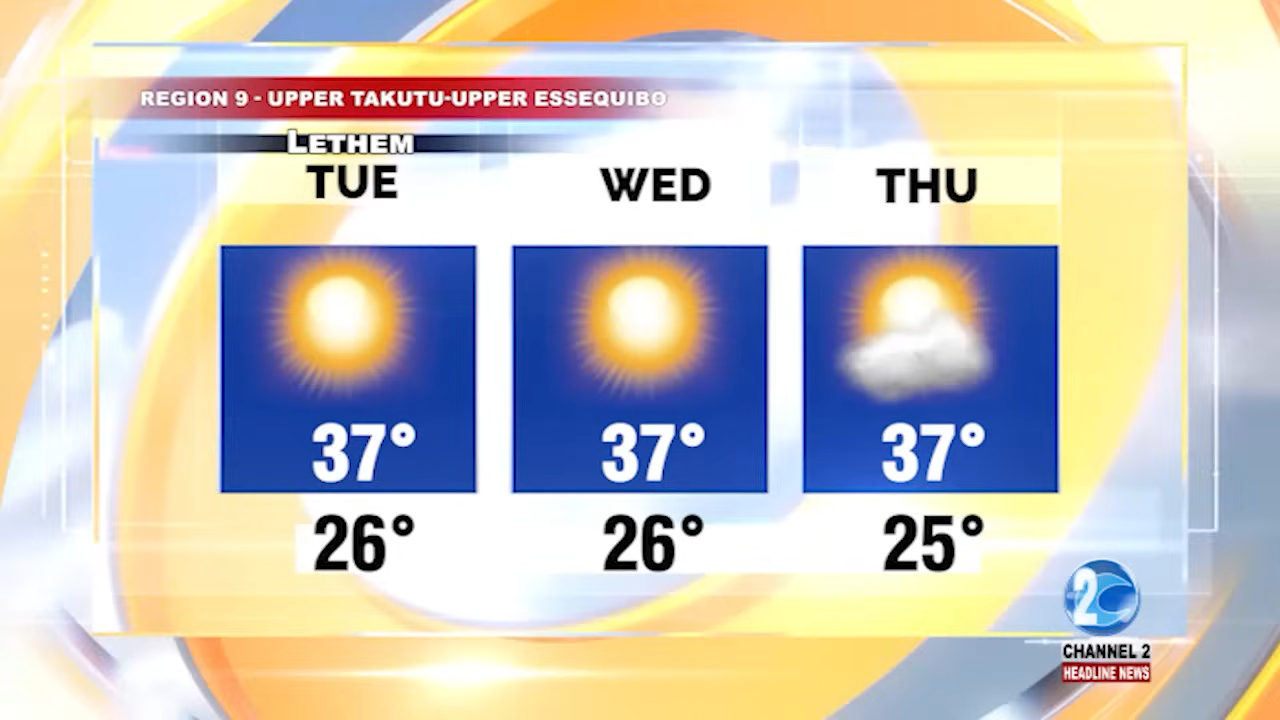 REGION 9 - UPPER TAKUTU-UPPER ESSEQUIBO
LETHEM
TUE WED THU
37° 37° 37°
26° 26° 25°
2
CHANNEL 2
HEADLINE NEWS